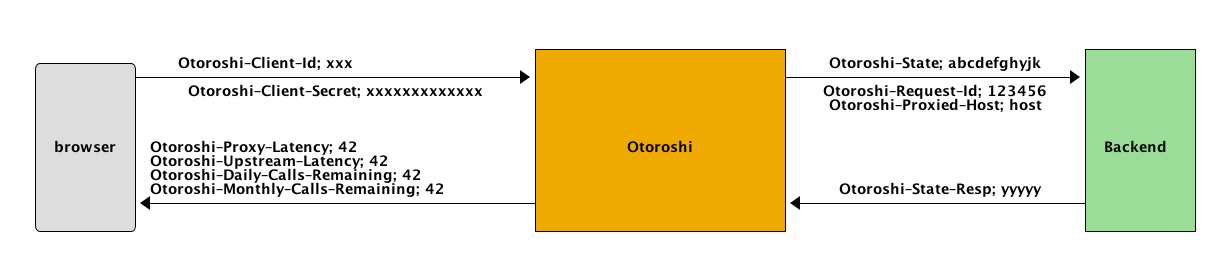 Otoroshi-Client-Id; xxx
Otoroshi-Client-Secret; xxxxxxxxxxxxx
Otoroshi-State; abcdefghyjk
Otoroshi-Request-Id; 123456
Otoroshi-Proxied-Host; host
browser
Otoroshi-Proxy-Latency; 42
Otoroshi-Upstream-Latency; 42
Otoroshi-Daily-Calls-Remaining; 42
Otoroshi-Monthly-Calls-Remaining; 42
Otoroshi
Backend
Otoroshi-State-Resp; yyyyy